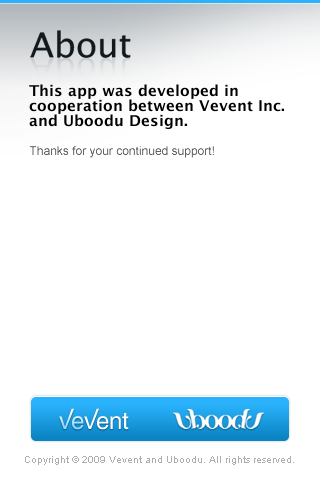 About
This app was developed in
cooperation between Vevent Inc.
and Uboodu Design.
Thanks for your continued support!
VeVent Uboodu
Copyright © 2009 Vevent and Uboodu. All rights reserved.